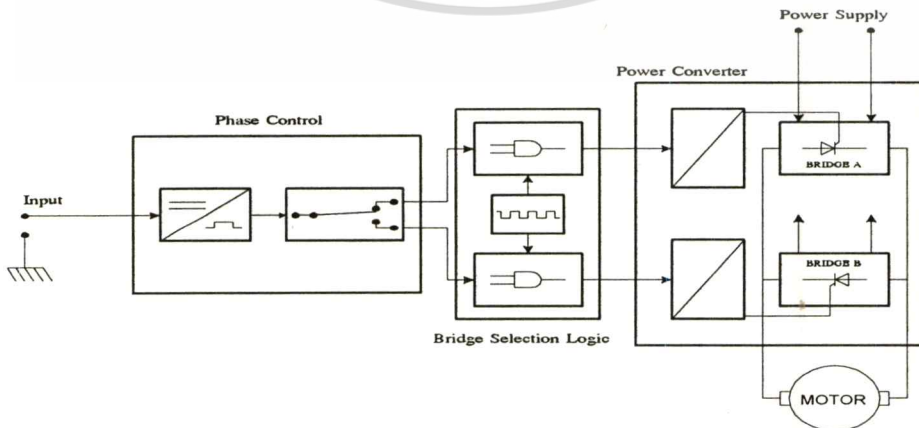 Power Supply
Power Converter
Phase Control
BRIDGE A
Input
BRIDGE B
Bridge Selection Logic
MOTOR